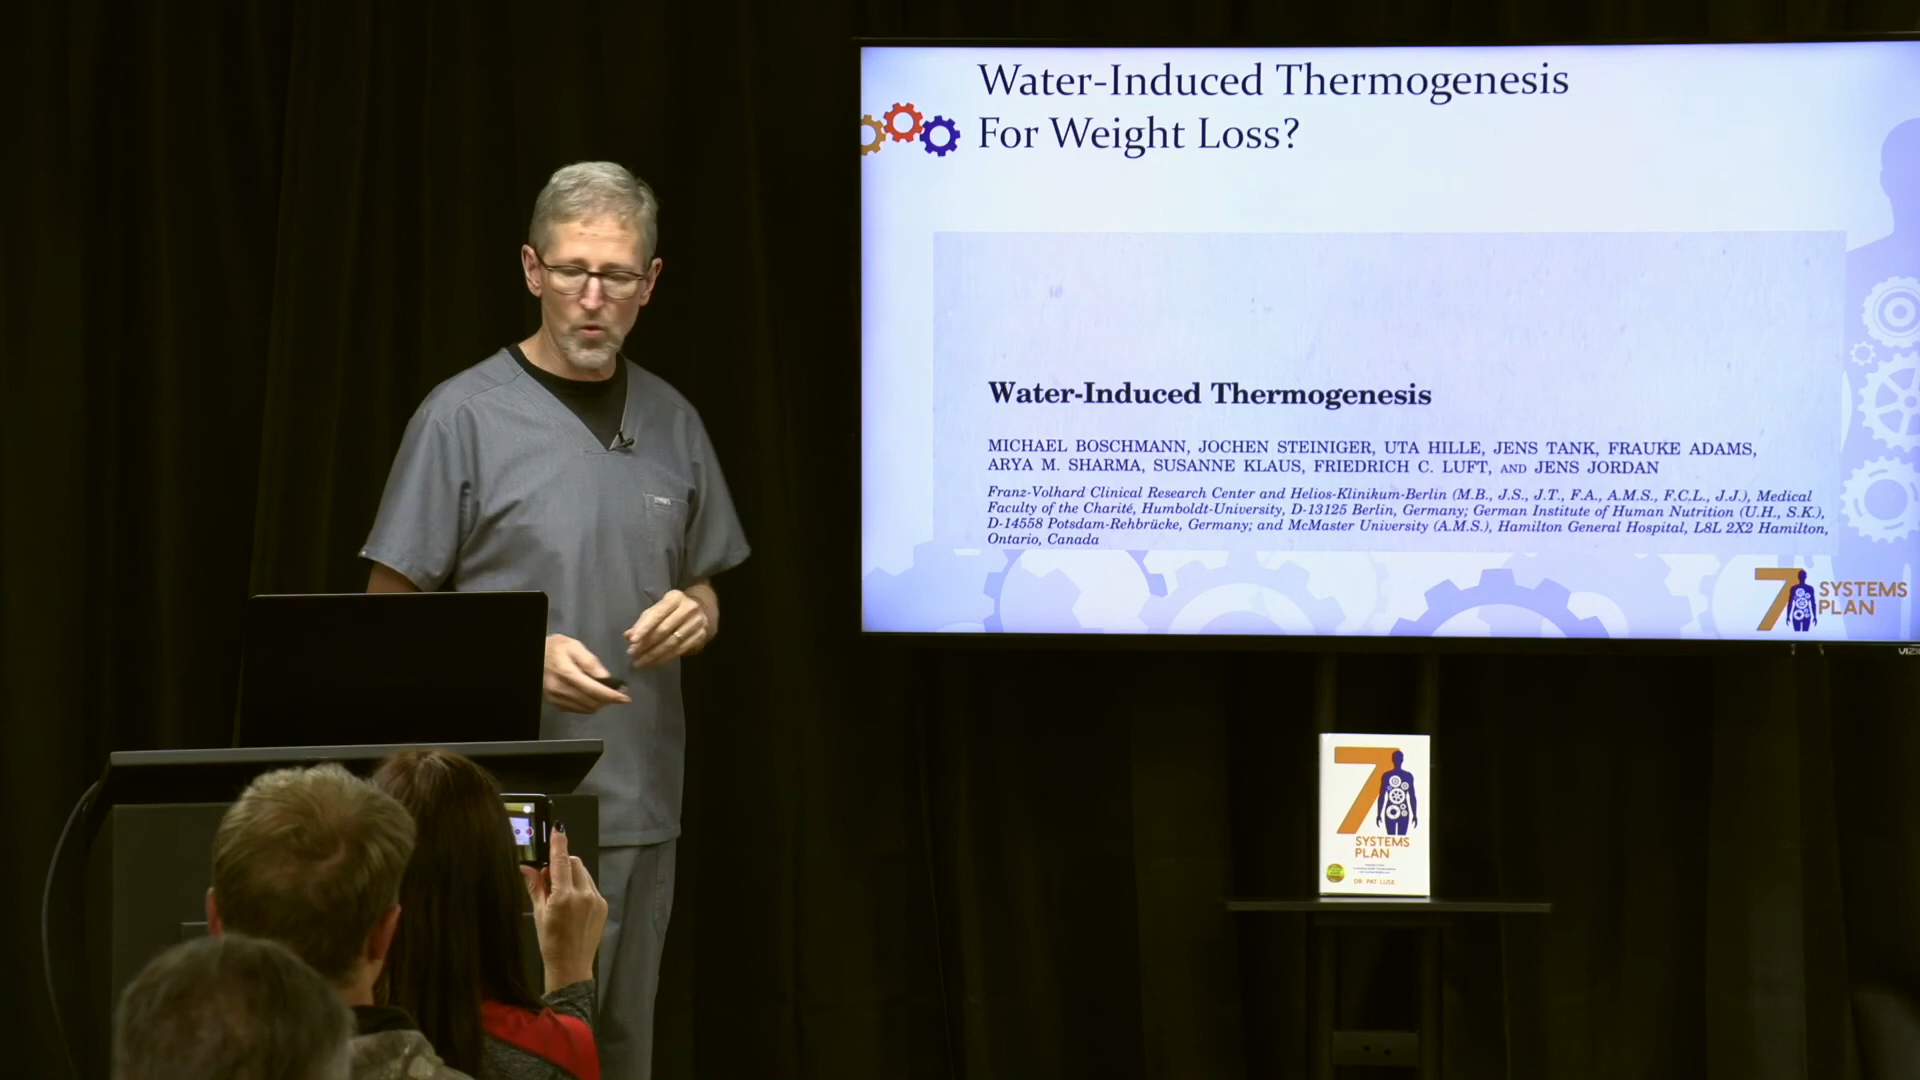 Water-Induced Thermogenesis
For Weight Loss?
Water-Induced Thermogenesis
MICHAEL BOSCHMANN, JOCHEN STEINIGER, UTA HILLE, JENS TANK, FRAUKE ADAMS,
ARYA M. SHARMA, SUSANNE KLAUS, FRIEDRICH C. LUFT, AND JENS JORDAN
Franz-Volhard Clinical Research Center and Helios-Klinikum-Berlin (M.B., J.S., J.T., F.A., A.M.S., F.C.L., J.J.), Medical
Faculty of the Charité, Humboldt-University, D-13125 Berlin, Germany; German Institute of Human Nutrition (U.H., S.K.),
D-14558 Potsdam-Rehbrücke, Germany; and McMaster University (A.M.S.), Hamilton General Hospital, L8L 2X2 Hamilton,
Ontario, Canada
7 SYSTEMS
PLAN
7
SYSTEMS
PLAN
DR. PAT LUSE